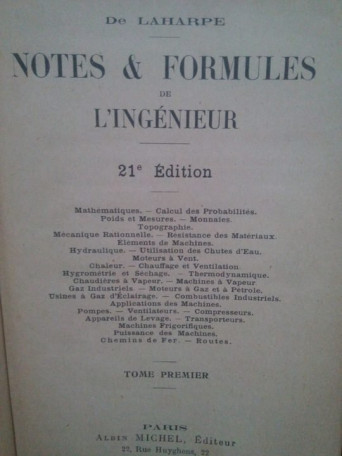 De LAHARPE
NOTES & FORMULES
DE
L'INGÉNIEUR
21e Édition
Mathématiques. — Calcul des Probabilités.
Poids et Mesures. — Monnaies.
Topographie.
Mécanique Rationnelle. — Résistance des Matériaux.
Eléments de Machines.
Hydraulique. — Utilisation des Chutes d'Eau.
Moteurs à Vent.
Chaleur. — Chauffage et Ventilation.
Hygrométrie et Séchage. — Thermodynamique.
Chaudières à Vapeur. — Machines à Vapeur
Gaz Industriels. — Moteurs à Gaz et à Pétrole.
Usines à Gaz d'Éclairage. — Combustibles Industriels.
Applications des Machines.
Pompes. — Ventilateurs. — Compresseurs.
Appareils de Levage. — Transporteurs.
Machines Frigorifiques.
Puissance des Machines.
Chemins de Fer. — Routes.
TOME PREMIER
PARIS
ALBIN MICHEL, Éditeur
22, Rue Huyghens, 22